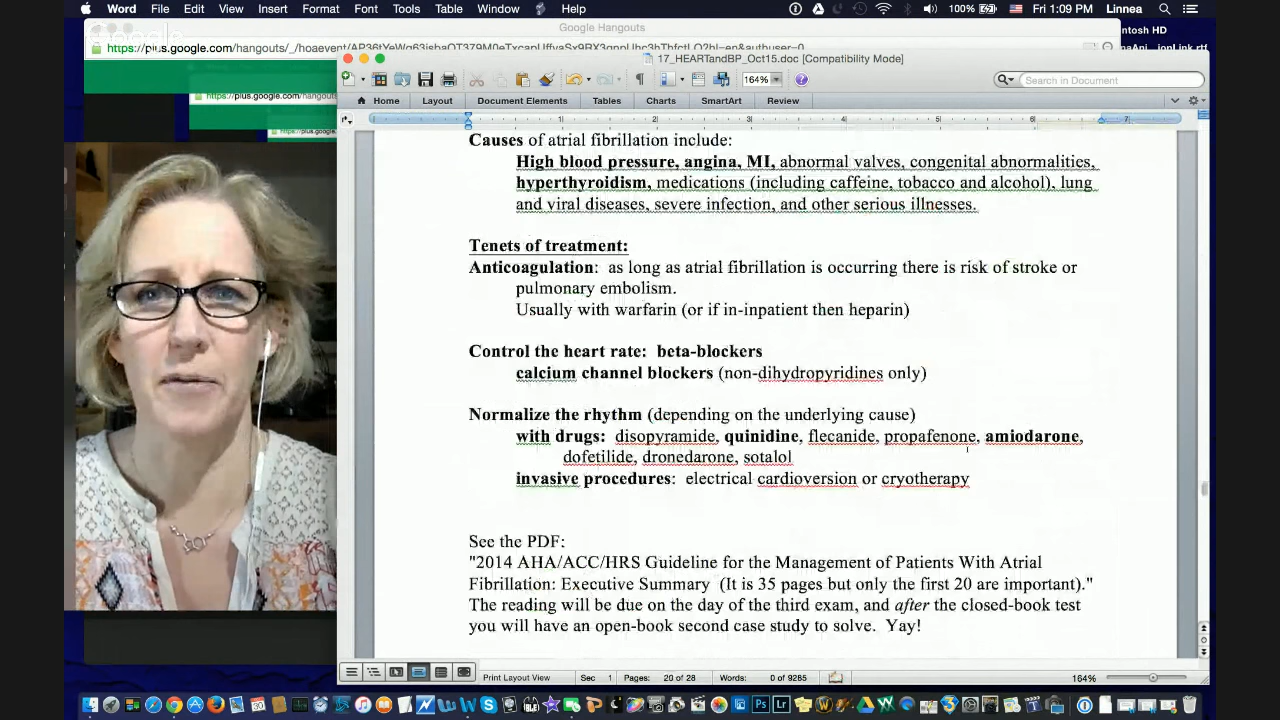 Word File Edit View Insert Format Font Tools Table Window Help 100% Fri 1:09 PM Linnea
Google Hangouts
17_HEARTandBP_Oct15.doc [Compatibility Mode]
164%
Search in Document
Home Layout Document Elements Tables Charts SmartArt Review
Causes of atrial fibrillation include:
High blood pressure, angina, MI, abnormal valves, congenital abnormalities,
hyperthyroidism, medications (including caffeine, tobacco and alcohol), lung
and viral diseases, severe infection, and other serious illnesses.
Tenets of treatment:
Anticoagulation: as long as atrial fibrillation is occurring there is risk of stroke or
pulmonary embolism.
Usually with warfarin (or if in-inpatient then heparin)
Control the heart rate: beta-blockers
calcium channel blockers (non-dihydropyridines only)
Normalize the rhythm (depending on the underlying cause)
with drugs: disopyramide, quinidine, flecanide, propafenone, amiodarone,
dofetilide, dronedarone, sotalol
invasive procedures: electrical cardioversion or cryotherapy
See the PDF:
"2014 AHA/ACC/HRS Guideline for the Management of Patients With Atrial
Fibrillation: Executive Summary (It is 35 pages but only the first 20 are important)."
The reading will be due on the day of the third exam, and after the closed-book test
you will have an open-book second case study to solve. Yay!
Print Layout View Sec 1 Pages: 20 of 28 Words: 0 of 9285 164%